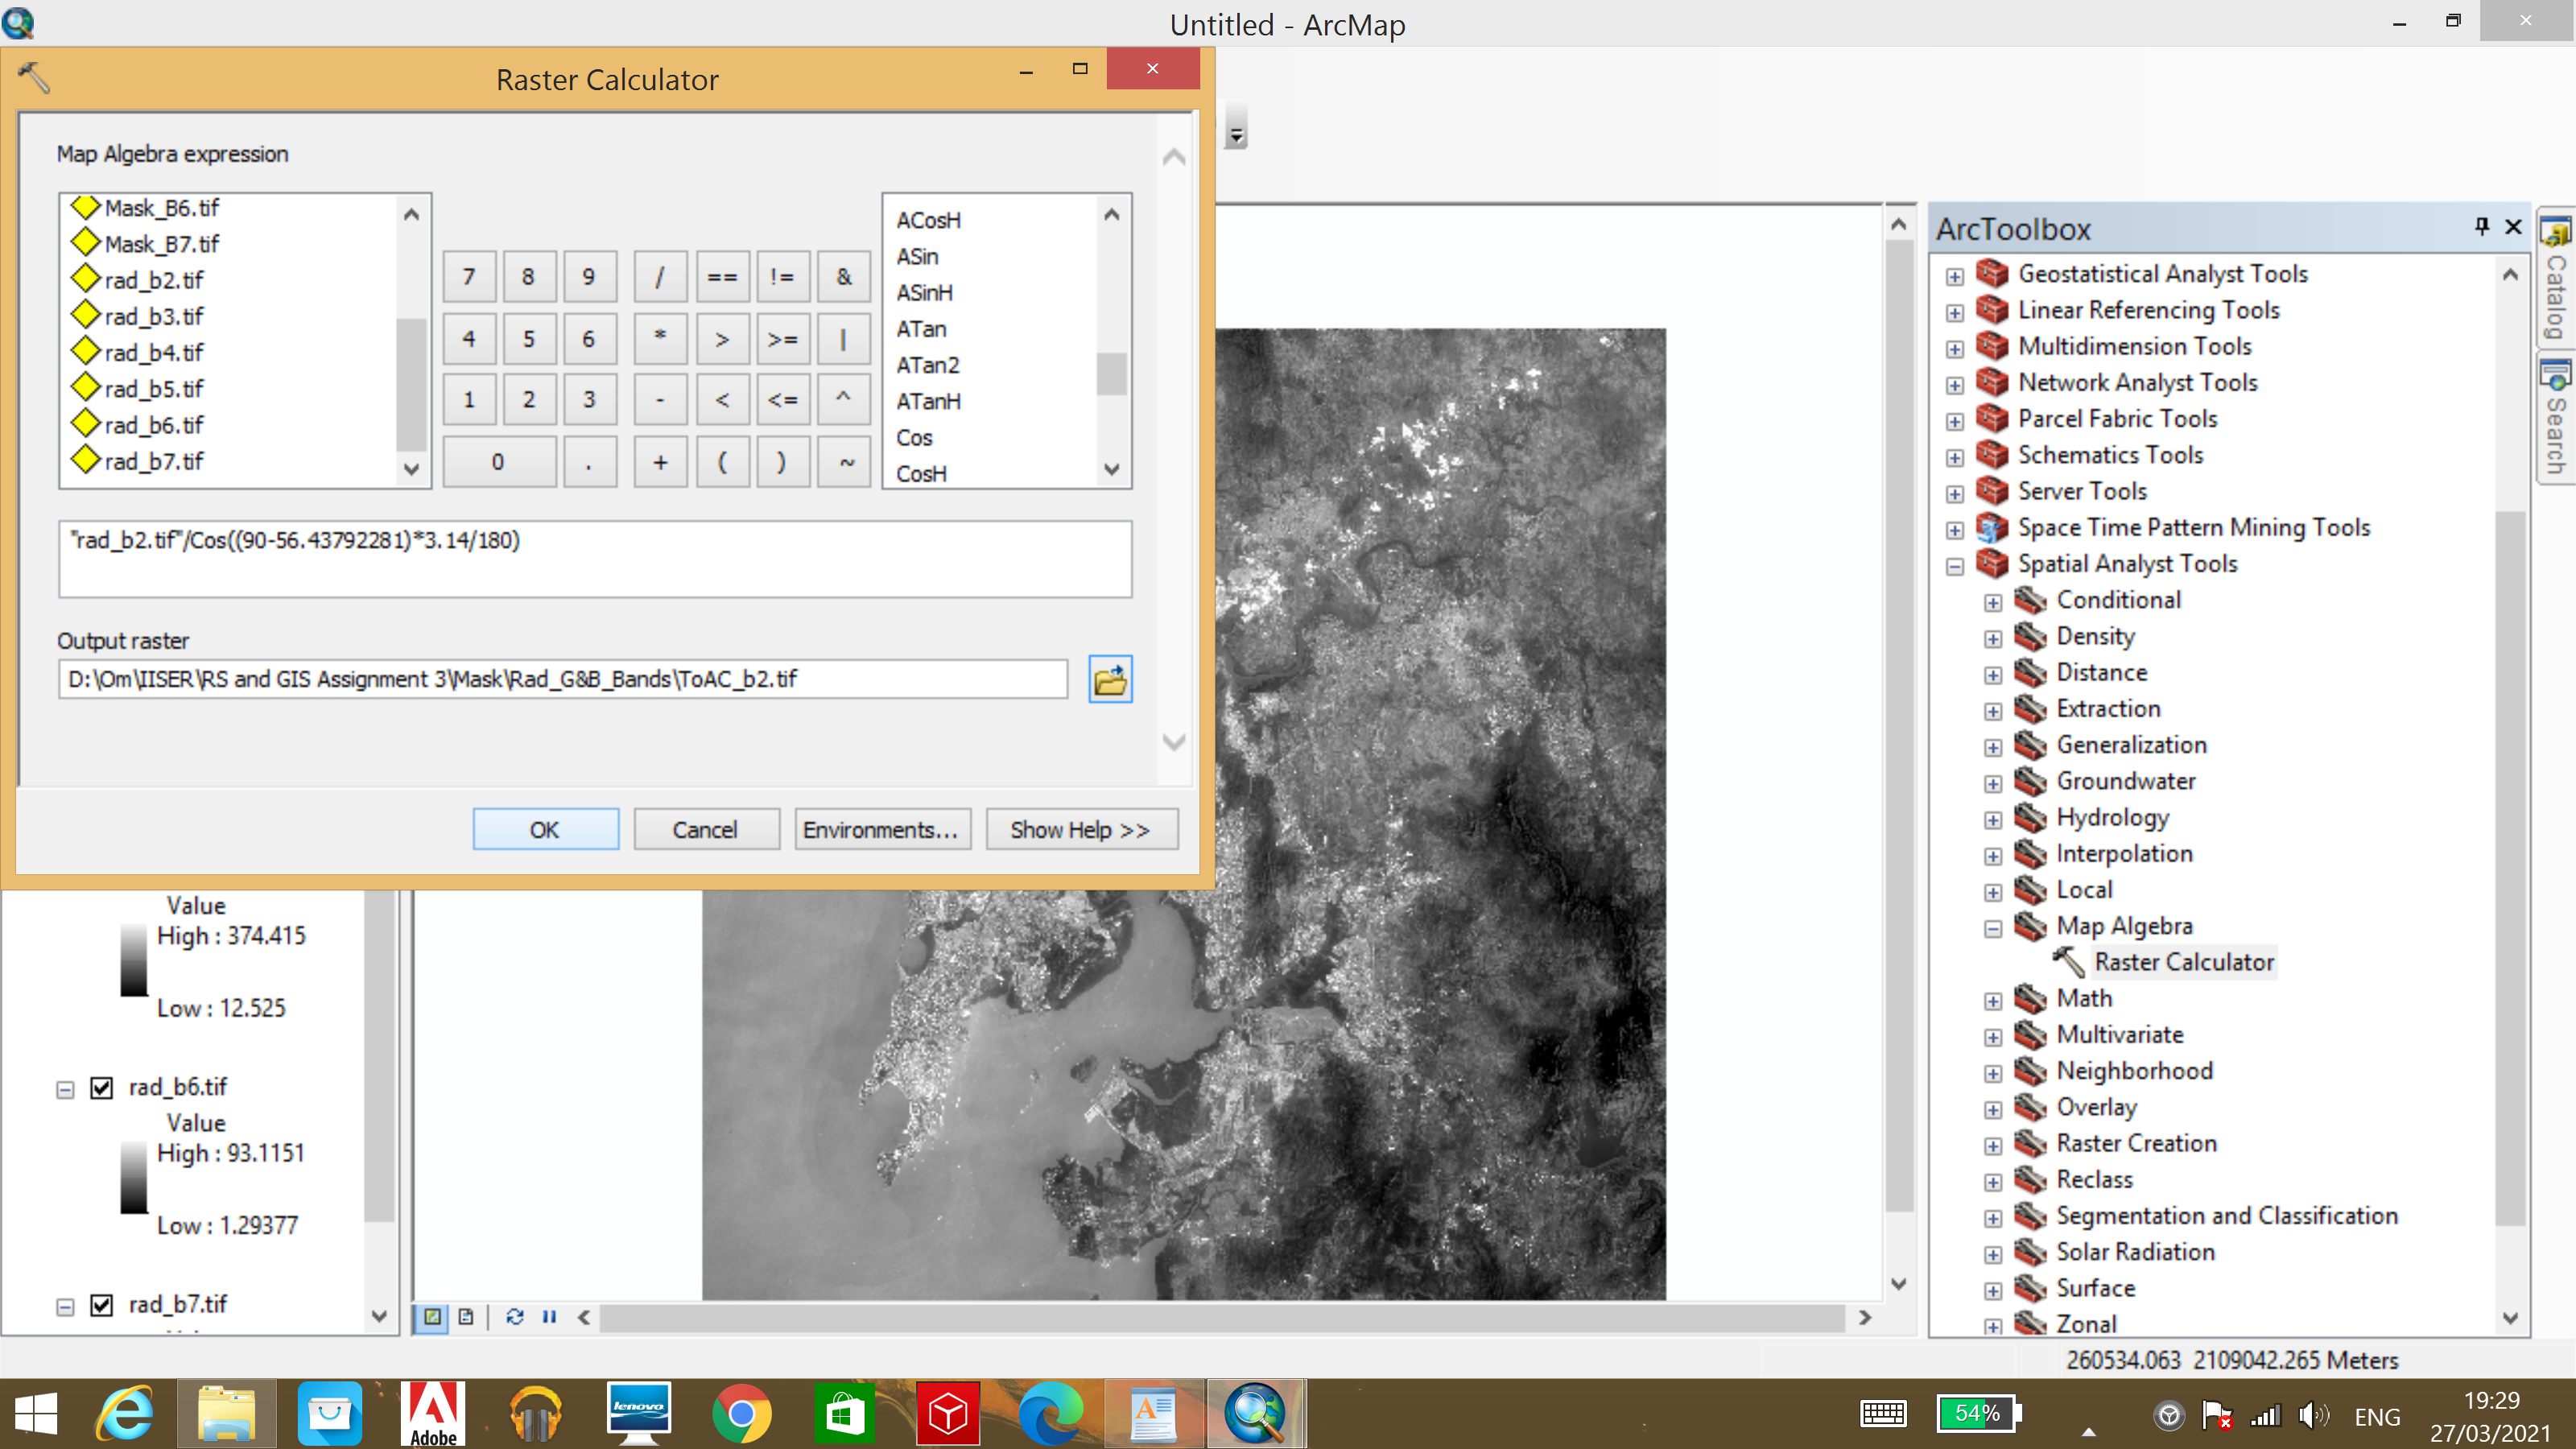 Untitled - ArcMap
Raster Calculator
Map Algebra expression
Mask_B6.tif
Mask_B7.tif
rad_b2.tif
rad_b3.tif
rad_b4.tif
rad_b5.tif
rad_b6.tif
rad_b7.tif
7 8 9 / == != &
4 5 6 * > >= |
1 2 3 - < <= ^
0 . + ( ) ~
ACosH
ASin
ASinH
ATan
ATan2
ATanH
Cos
CosH
"rad_b2.tif"/Cos((90-56.43792281)*3.14/180)
Output raster
D:\Om\IISER\RS and GIS Assignment 3\Mask\Rad_G&B_Bands\ToAC_b2.tif
OK Cancel Environments... Show Help >>
Value
High : 374.415
Low : 12.525
rad_b6.tif
Value
High : 93.1151
Low : 1.29377
rad_b7.tif
ArcToolbox
Geostatistical Analyst Tools
Linear Referencing Tools
Multidimension Tools
Network Analyst Tools
Parcel Fabric Tools
Schematics Tools
Server Tools
Space Time Pattern Mining Tools
Spatial Analyst Tools
Conditional
Density
Distance
Extraction
Generalization
Groundwater
Hydrology
Interpolation
Local
Map Algebra
Raster Calculator
Math
Multivariate
Neighborhood
Overlay
Raster Creation
Reclass
Segmentation and Classification
Solar Radiation
Surface
Zonal
Catalog
Search
260534.063 2109042.265 Meters
Adobe
lenovo
54%
ENG
19:29
27/03/2021